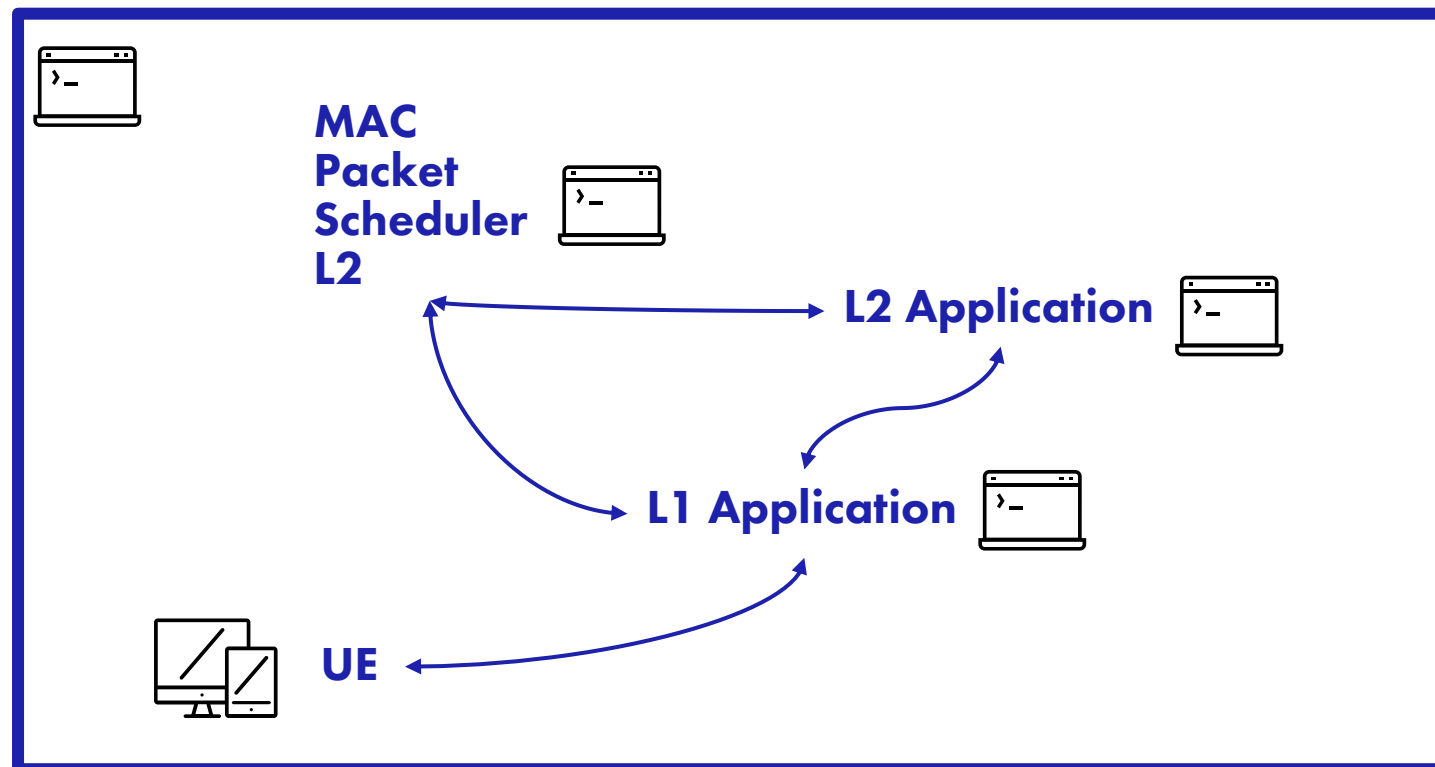 MAC
Packet
Scheduler
L2
L2 Application
L1 Application
UE